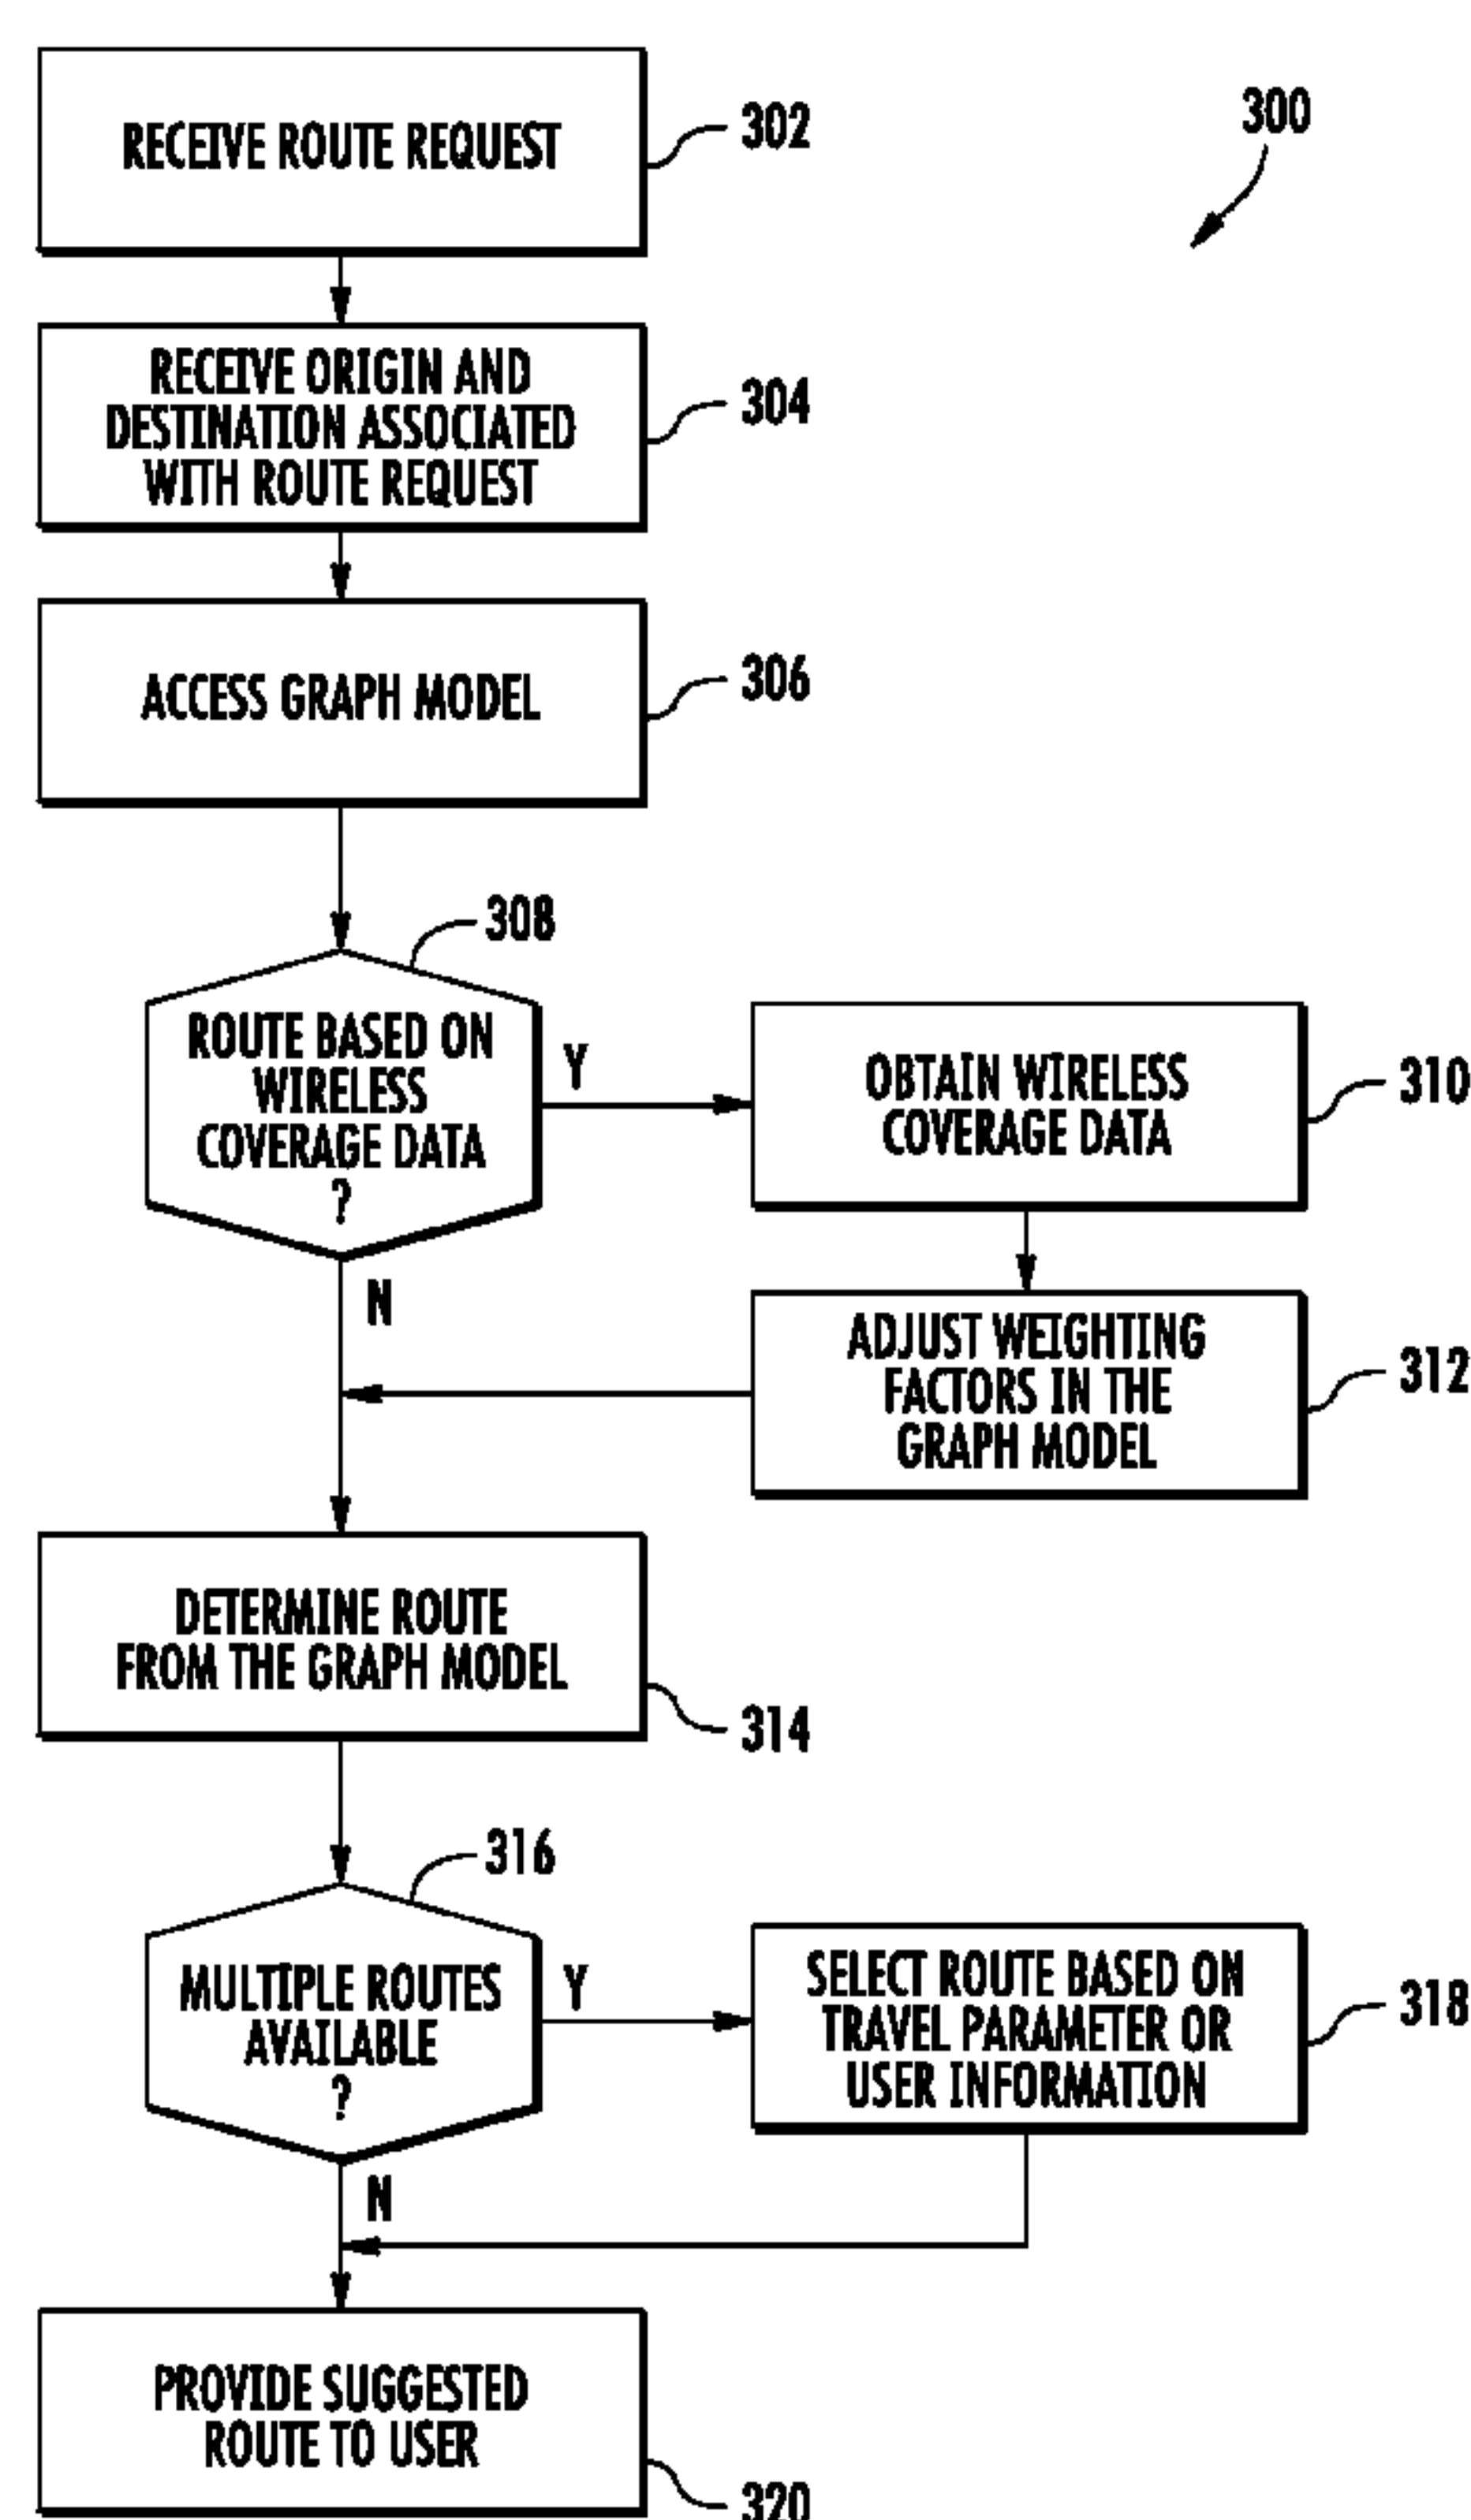 RECEIVE ROUTE REQUEST
302
300
RECEIVE ORIGIN AND
DESTINATION ASSOCIATED
WITH ROUTE REQUEST
304
ACCESS GRAPH MODEL
306
308
ROUTE BASED ON
WIRELESS
COVERAGE DATA
?
Y
N
OBTAIN WIRELESS
COVERAGE DATA
310
ADJUST WEIGHTING
FACTORS IN THE
GRAPH MODEL
312
DETERMINE ROUTE
FROM THE GRAPH MODEL
314
316
MULTIPLE ROUTES
AVAILABLE
?
Y
N
SELECT ROUTE BASED ON
TRAVEL PARAMETER OR
USER INFORMATION
318
PROVIDE SUGGESTED
ROUTE TO USER
320